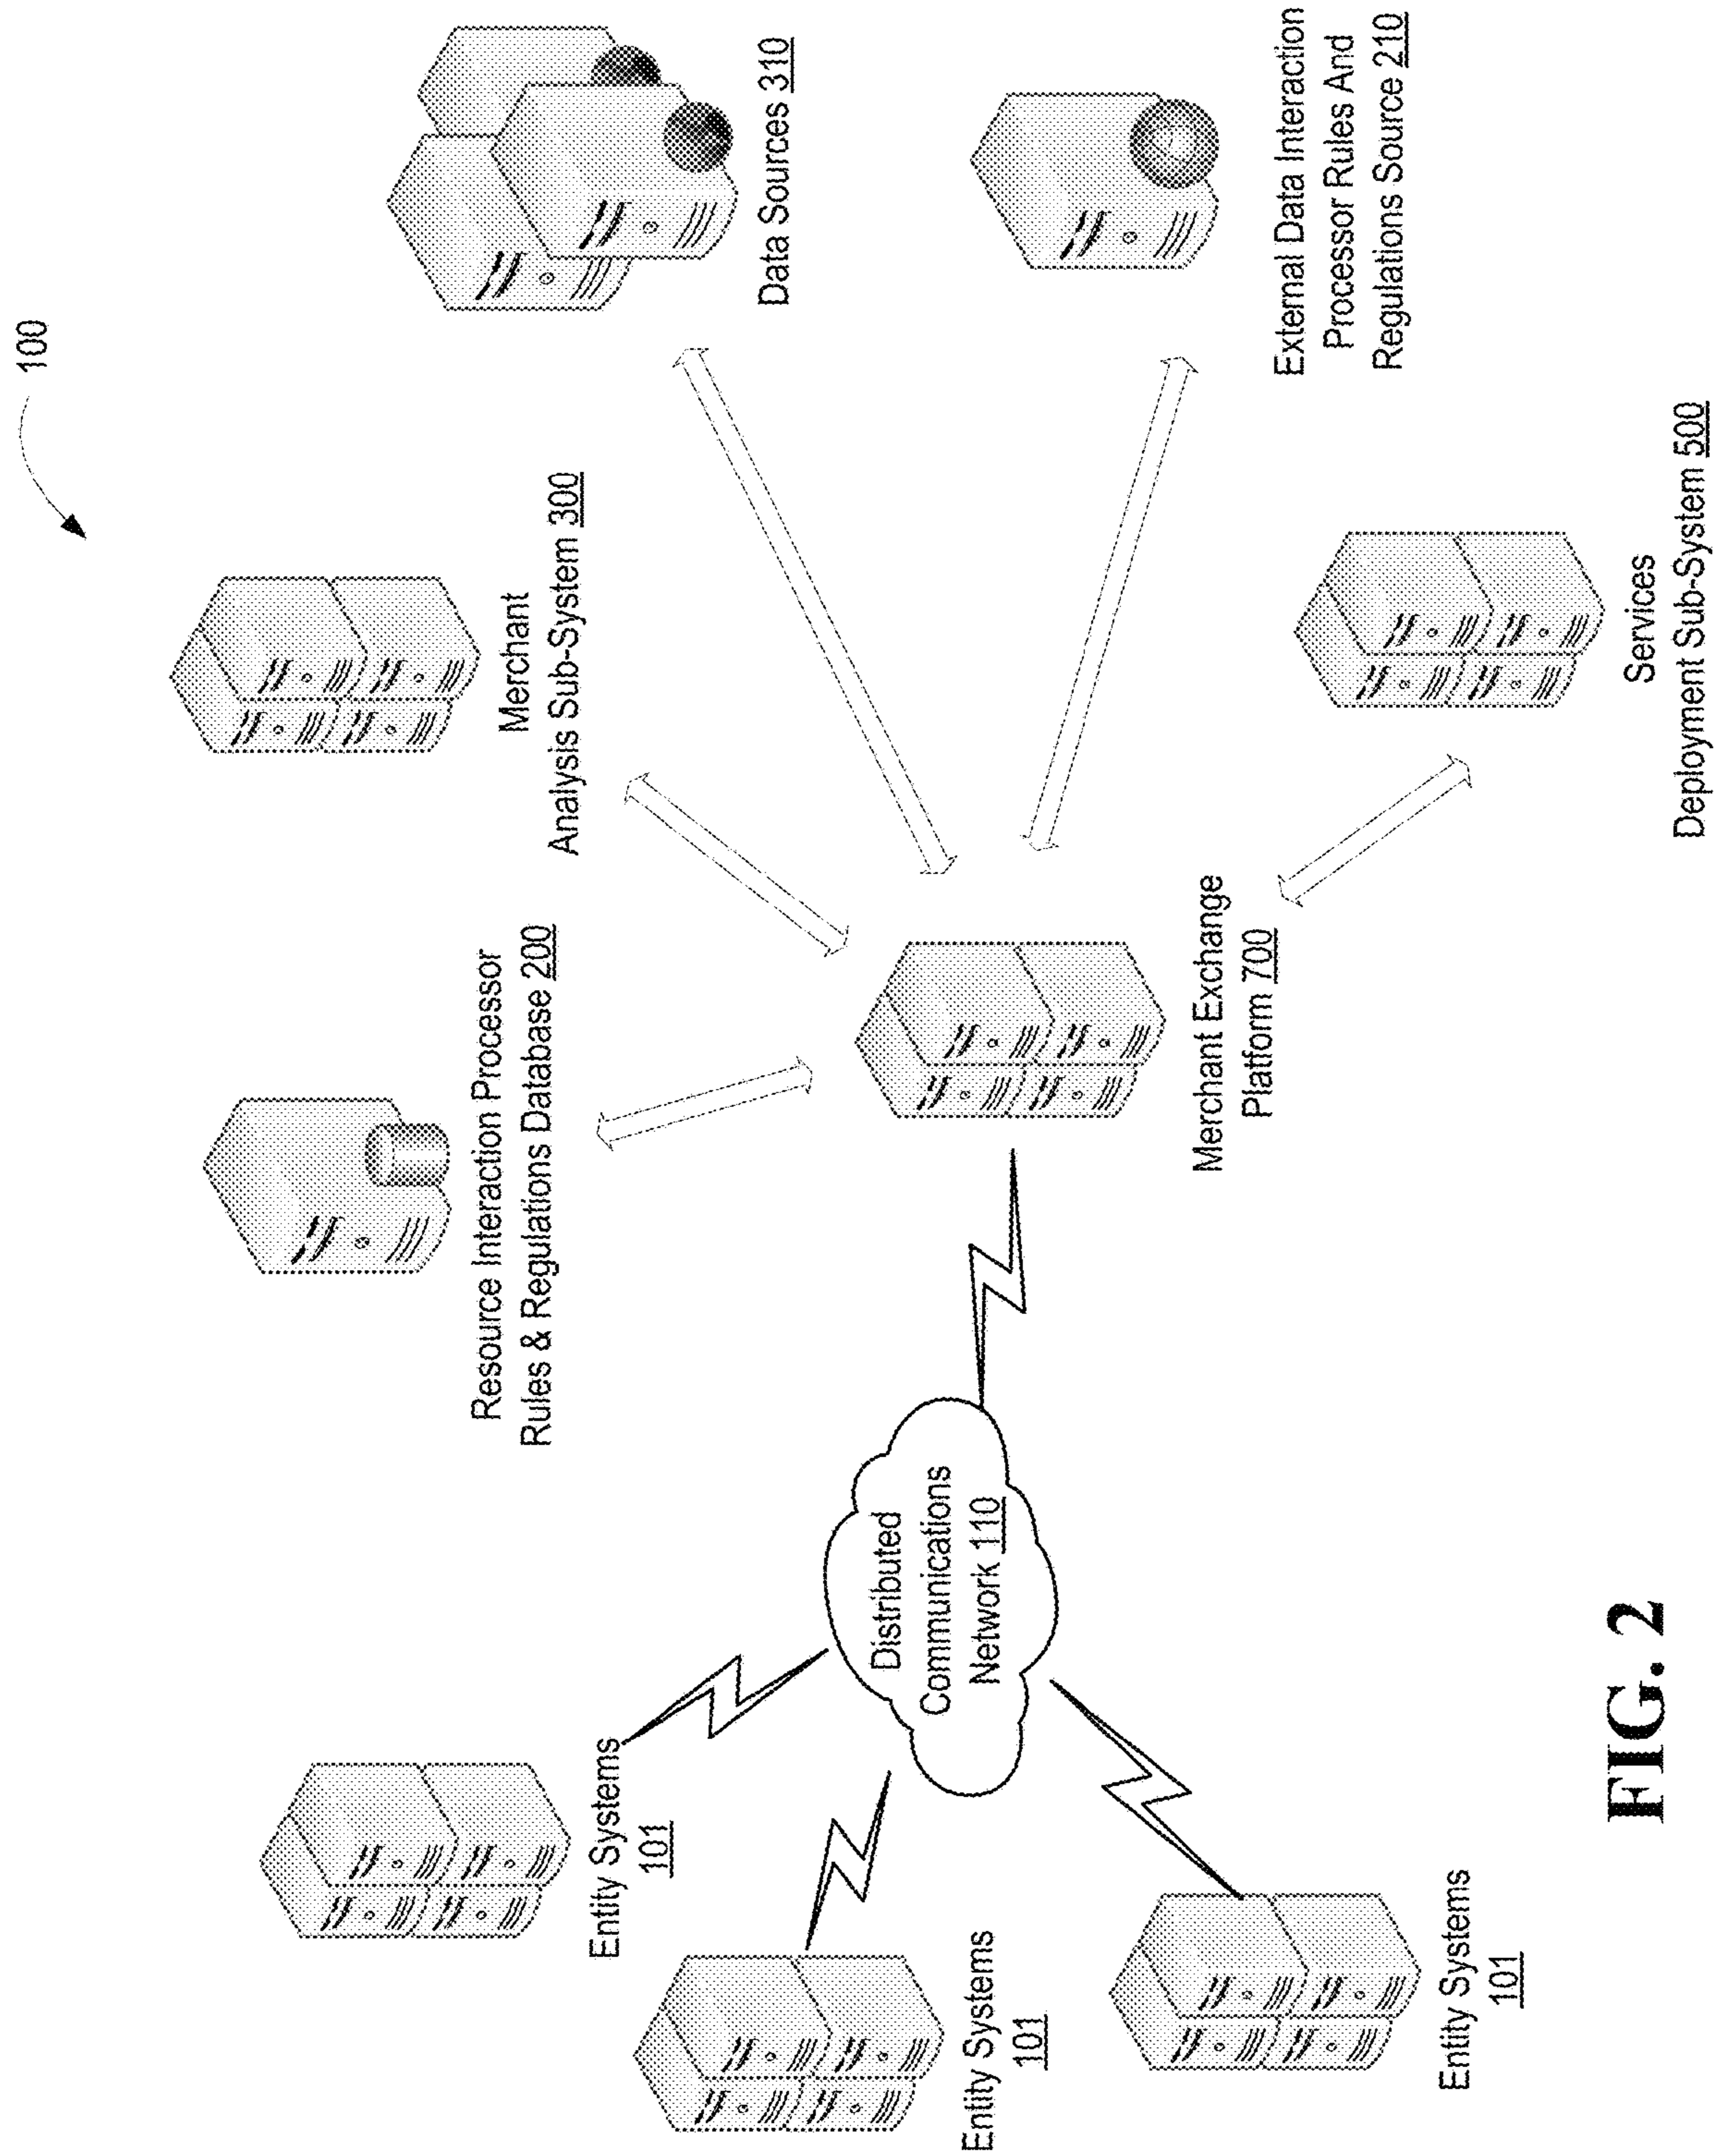 100
Resource Interaction Processor
Rules & Regulations Database 200
Merchant
Analysis Sub-System 300
Data Sources 310
Entity Systems
101
Entity Systems
101
Entity Systems
101
Distributed
Communications
Network 110
Merchant Exchange
Platform 700
External Data Interaction
Processor Rules And
Regulations Source 210
Services
Deployment Sub-System 500
FIG. 2